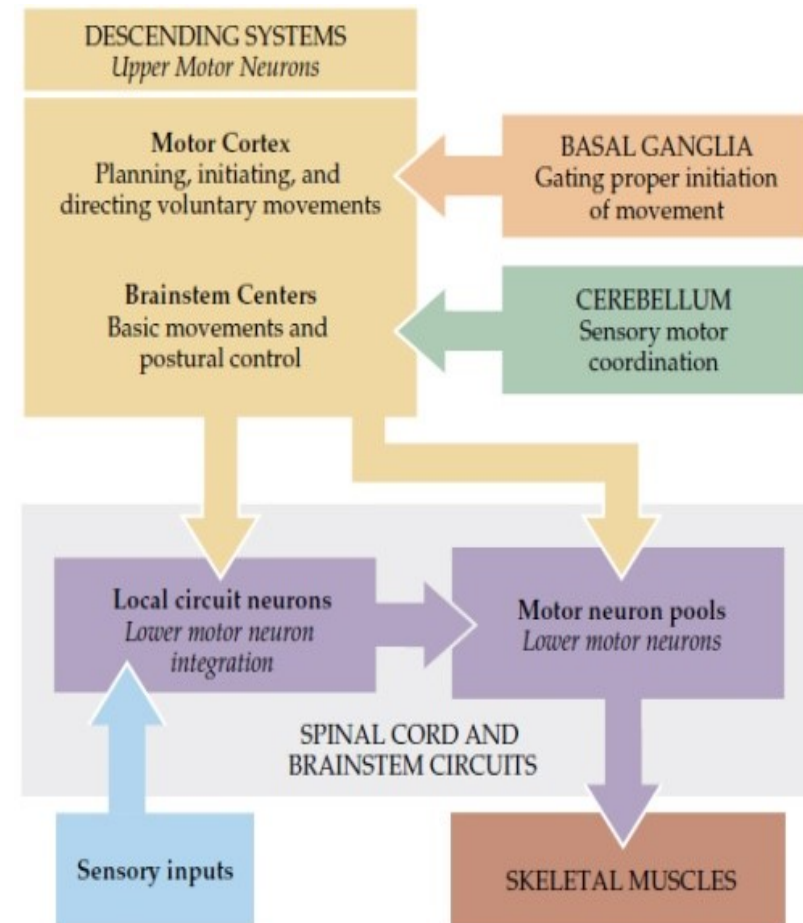 DESCENDING SYSTEMS
Upper Motor Neurons
Motor Cortex
Planning, initiating, and
directing voluntary movements
BASAL GANGLIA
Gating proper initiation
of movement
Brainstem Centers
Basic movements and
postural control
CEREBELLUM
Sensory motor
coordination
Local circuit neurons
Lower motor neuron
integration
Motor neuron pools
Lower motor neurons
SPINAL CORD AND
BRAINSTEM CIRCUITS
Sensory inputs
SKELETAL MUSCLES